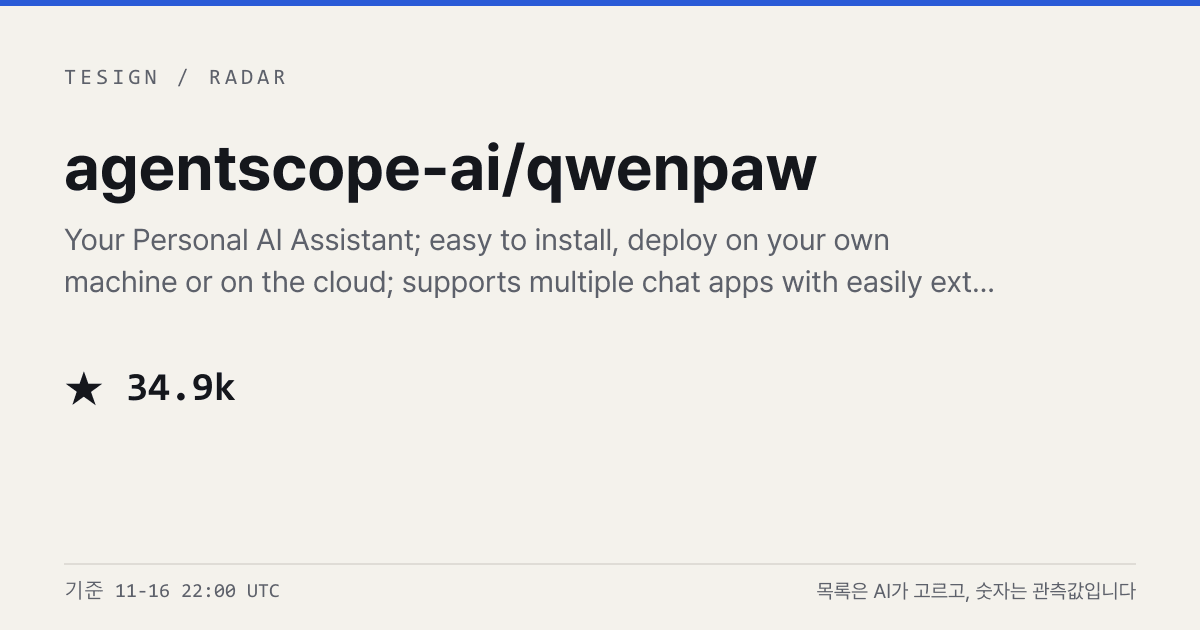 TESIGN / RADAR
agentscope-ai/qwenpaw
Your Personal AI Assistant; easy to install, deploy on your own
machine or on the cloud; supports multiple chat apps with easily ext…
★ 34.9k
기준 11-16 22:00 UTC
목록은 AI가 고르고, 숫자는 관측값입니다